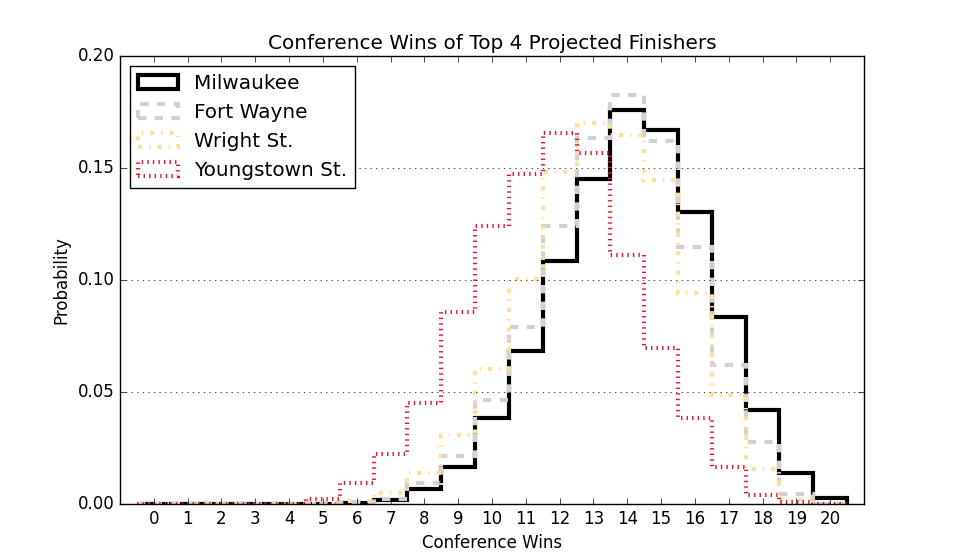 Conference Wins of Top 4 Projected Finishers
0.20
Milwaukee
Fort Wayne
Wright St.
Youngstown St.
0.15
0.10
0.05
0.00
Probability
0 1 2 3 4 5 6 7 8 9 10 11 12 13 14 15 16 17 18 19 20
Conference Wins